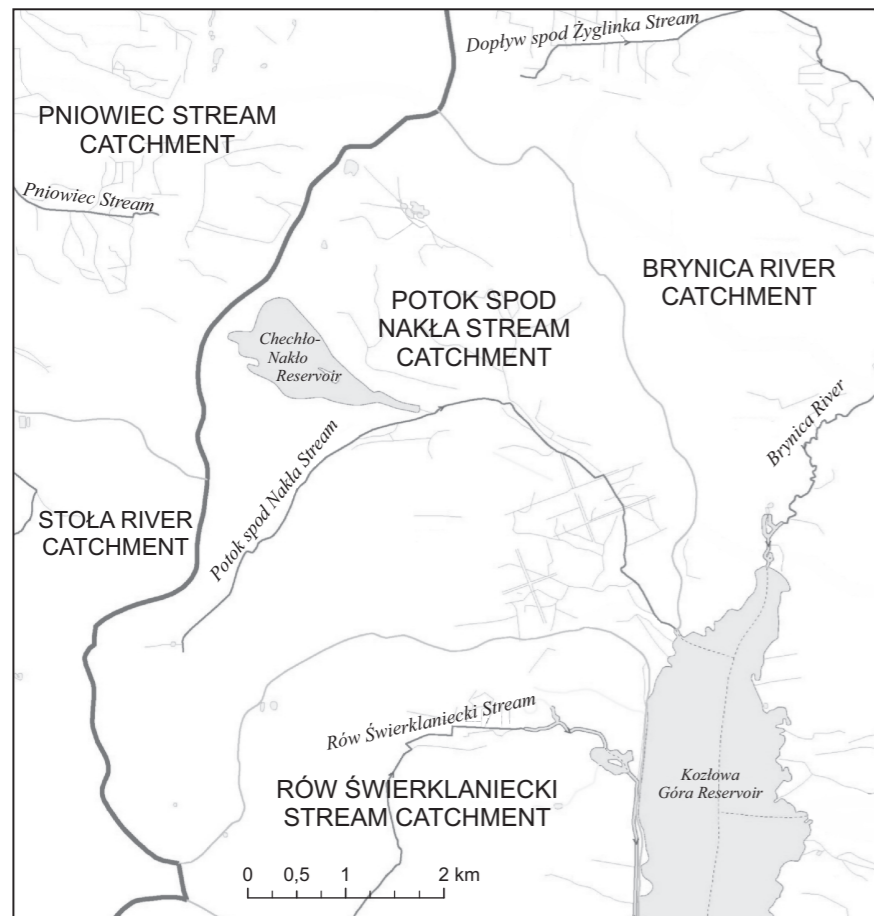 Dopływ spod Żyglinka Stream
PNIOWIEC STREAM
CATCHMENT
Pniowiec Stream
BRYNICA RIVER
CATCHMENT
POTOK SPOD
NAKŁA STREAM
CATCHMENT
Chechło-
Nakło
Reservoir
Brynica River
Potok spod Nakła Stream
STOŁA RIVER
CATCHMENT
Rów Świerklaniecki Stream
Kozłowa
Góra Reservoir
RÓW ŚWIERKLANIECKI
STREAM CATCHMENT
0 0,5 1 2 km